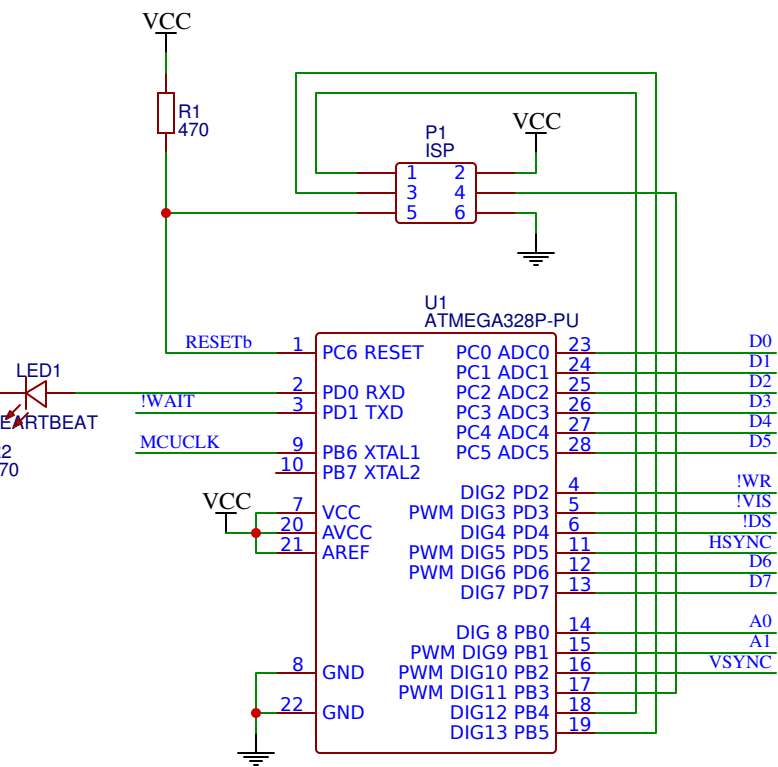 VCC
R1
470
P1
ISP
VCC
1 2
3 4
5 6
U1
ATMEGA328P-PU
RESETb 1 PC6 RESET PC0 ADC0 23 D0
PC1 ADC1 24 D1
LED1 2 PD0 RXD PC2 ADC2 25 D2
!WAIT 3 PD1 TXD PC3 ADC3 26 D3
EARTBEAT PC4 ADC4 27 D4
MCUCLK 9 PB6 XTAL1 PC5 ADC5 28 D5
2
70
10 PB7 XTAL2
DIG2 PD2 4 !WR
VCC 7 VCC PWM DIG3 PD3 5 !VIS
20 AVCC DIG4 PD4 6 !DS
21 AREF PWM DIG5 PD5 11 HSYNC
PWM DIG6 PD6 12 D6
DIG7 PD7 13 D7
DIG 8 PB0 14 A0
PWM DIG9 PB1 15 A1
8 GND PWM DIG10 PB2 16 VSYNC
PWM DIG11 PB3 17
22 GND DIG12 PB4 18
DIG13 PB5 19